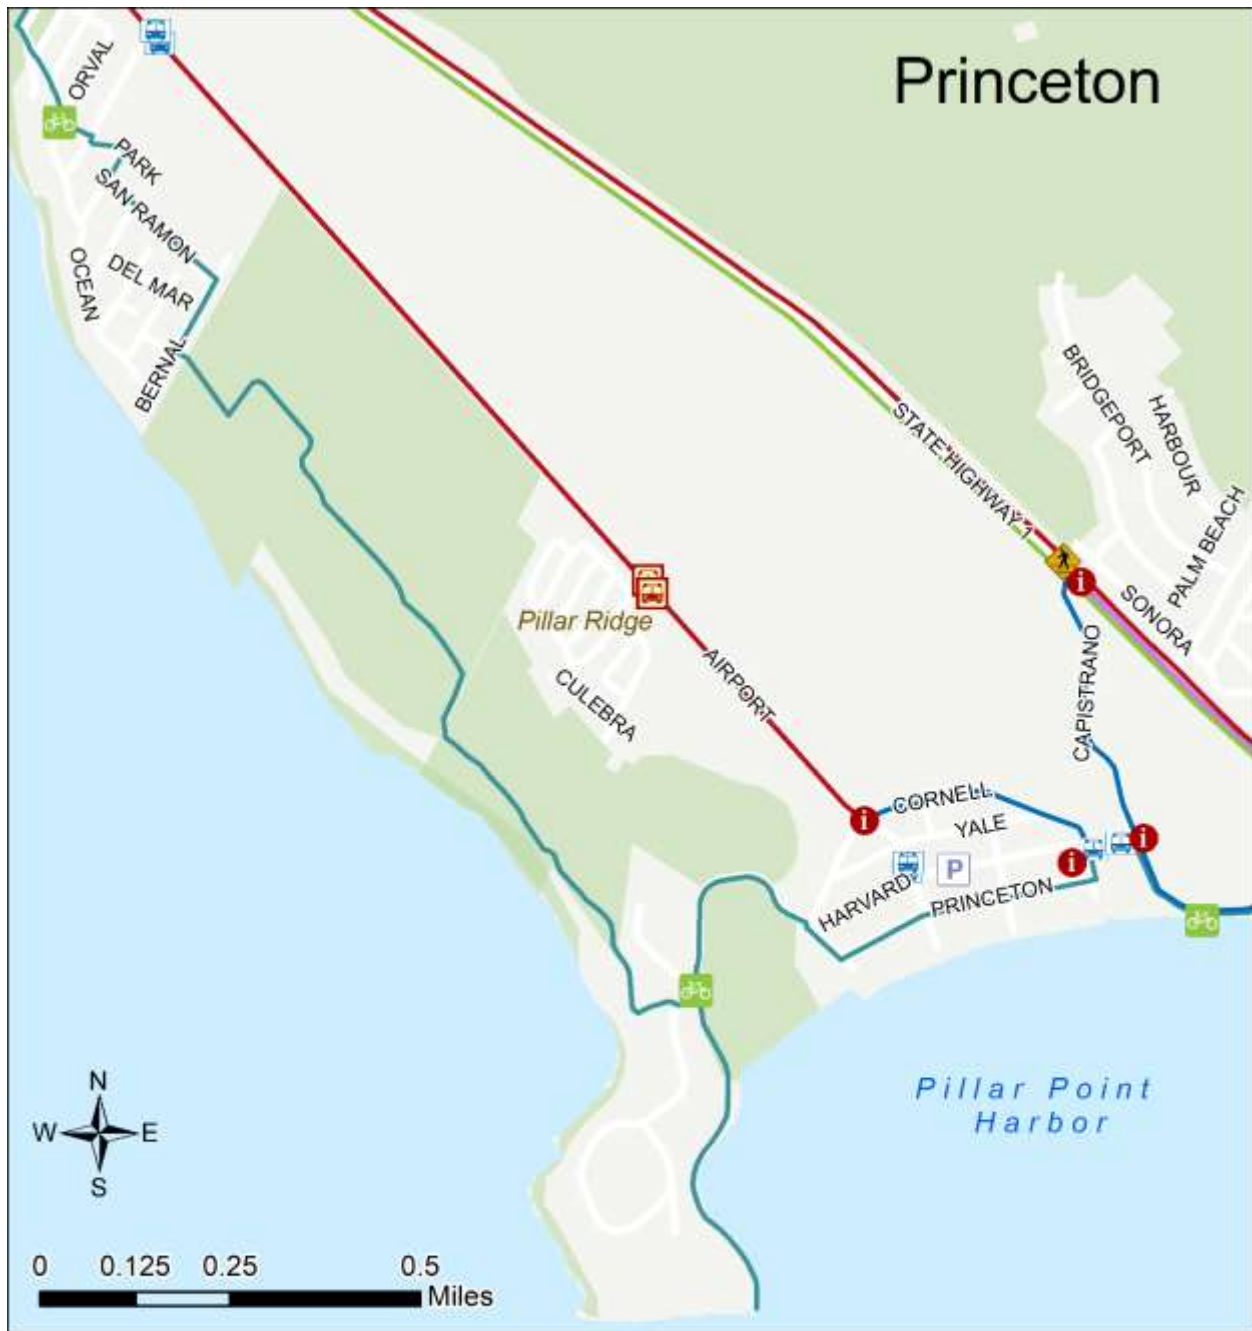 Princeton
ORVAL
PARK
SAN RAMON
OCEAN
DEL MAR
BERNAL
BRIDGEPORT
HARBOUR
STATE HIGHWAY 1
PALM BEACH
SONORA
Pillar Ridge
AIRPORT
CULEBRA
CAPISTRANO
i
CORNELL
YALE
i
i
i
P
HARVARD
PRINCETON
Pillar Point
Harbor
N
W E
S
0 0.125 0.25 0.5
Miles